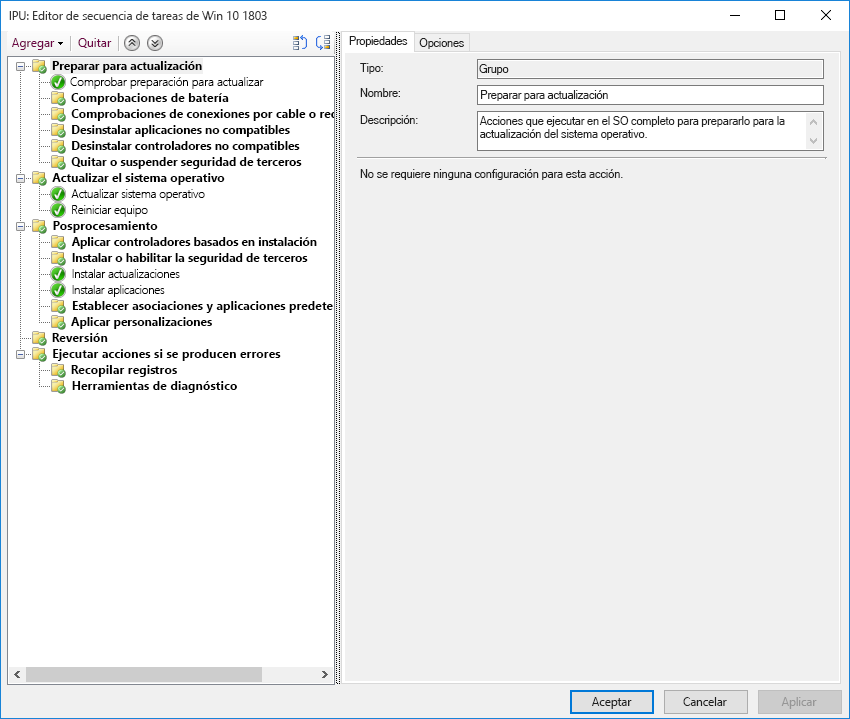 IPU: Editor de secuencia de tareas de Win 10 1803
Agregar
Quitar
Preparar para actualización
Comprobar preparación para actualizar
Comprobaciones de batería
Comprobaciones de conexiones por cable o rec
Desinstalar aplicaciones no compatibles
Desinstalar controladores no compatibles
Quitar o suspender seguridad de terceros
Actualizar el sistema operativo
Actualizar sistema operativo
Reiniciar equipo
Posprocesamiento
Aplicar controladores basados en instalación
Instalar o habilitar la seguridad de terceros
Instalar actualizaciones
Instalar aplicaciones
Establecer asociaciones y aplicaciones predete
Aplicar personalizaciones
Reversión
Ejecutar acciones si se producen errores
Recopilar registros
Herramientas de diagnóstico
Propiedades
Opciones
Tipo:
Grupo
Nombre:
Preparar para actualización
Descripción:
Acciones que ejecutar en el SO completo para prepararlo para la
actualización del sistema operativo.
No se requiere ninguna configuración para esta acción.
Aceptar
Cancelar
Aplicar